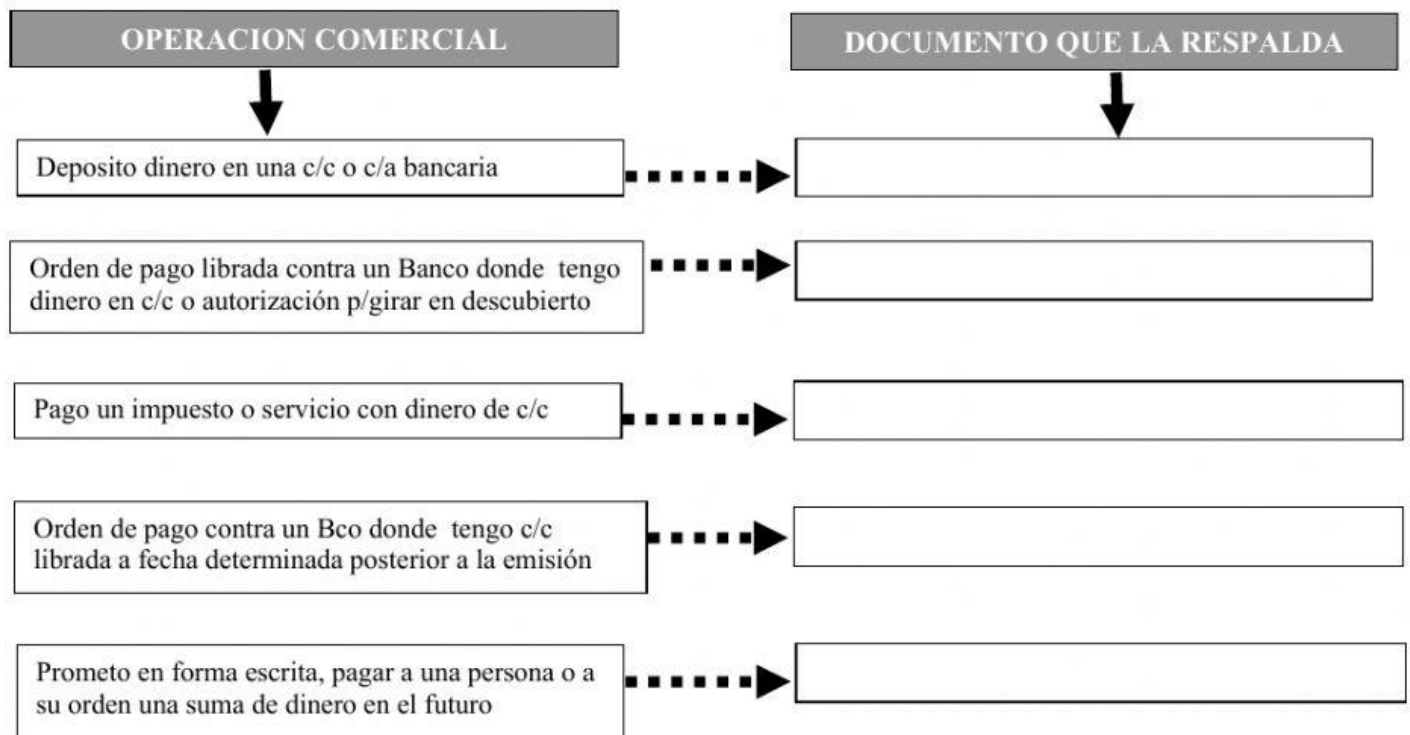 OPERACION COMERCIAL
DOCUMENTO QUE LA RESPALDA
Deposito dinero en una c/c o c/a bancaria
Orden de pago librada contra un Banco donde tengo
dinero en c/c o autorización p/girar en descubierto
Pago un impuesto o servicio con dinero de c/c
Orden de pago contra un Bco donde tengo c/c
librada a fecha determinada posterior a la emisión
Prometo en forma escrita, pagar a una persona o a
su orden una suma de dinero en el futuro